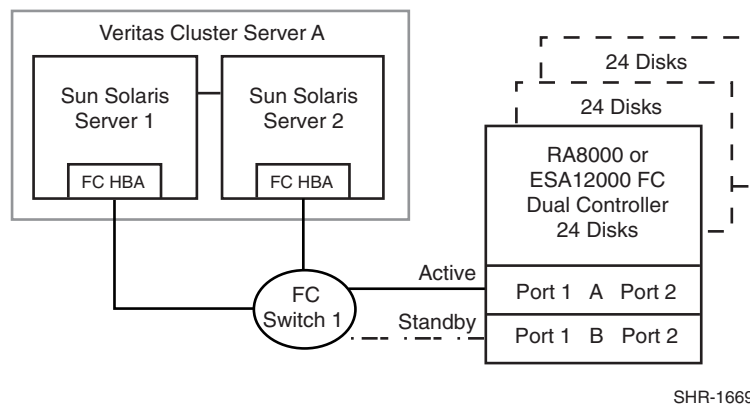 Veritas Cluster Server A
Sun Solaris
Server 1
Sun Solaris
Server 2
FC HBA
FC HBA
24 Disks
24 Disks
RA8000 or
ESA12000 FC
Dual Controller
24 Disks
Active
Port 1 A Port 2
FC
Switch 1
Standby
Port 1 B Port 2
SHR-1669